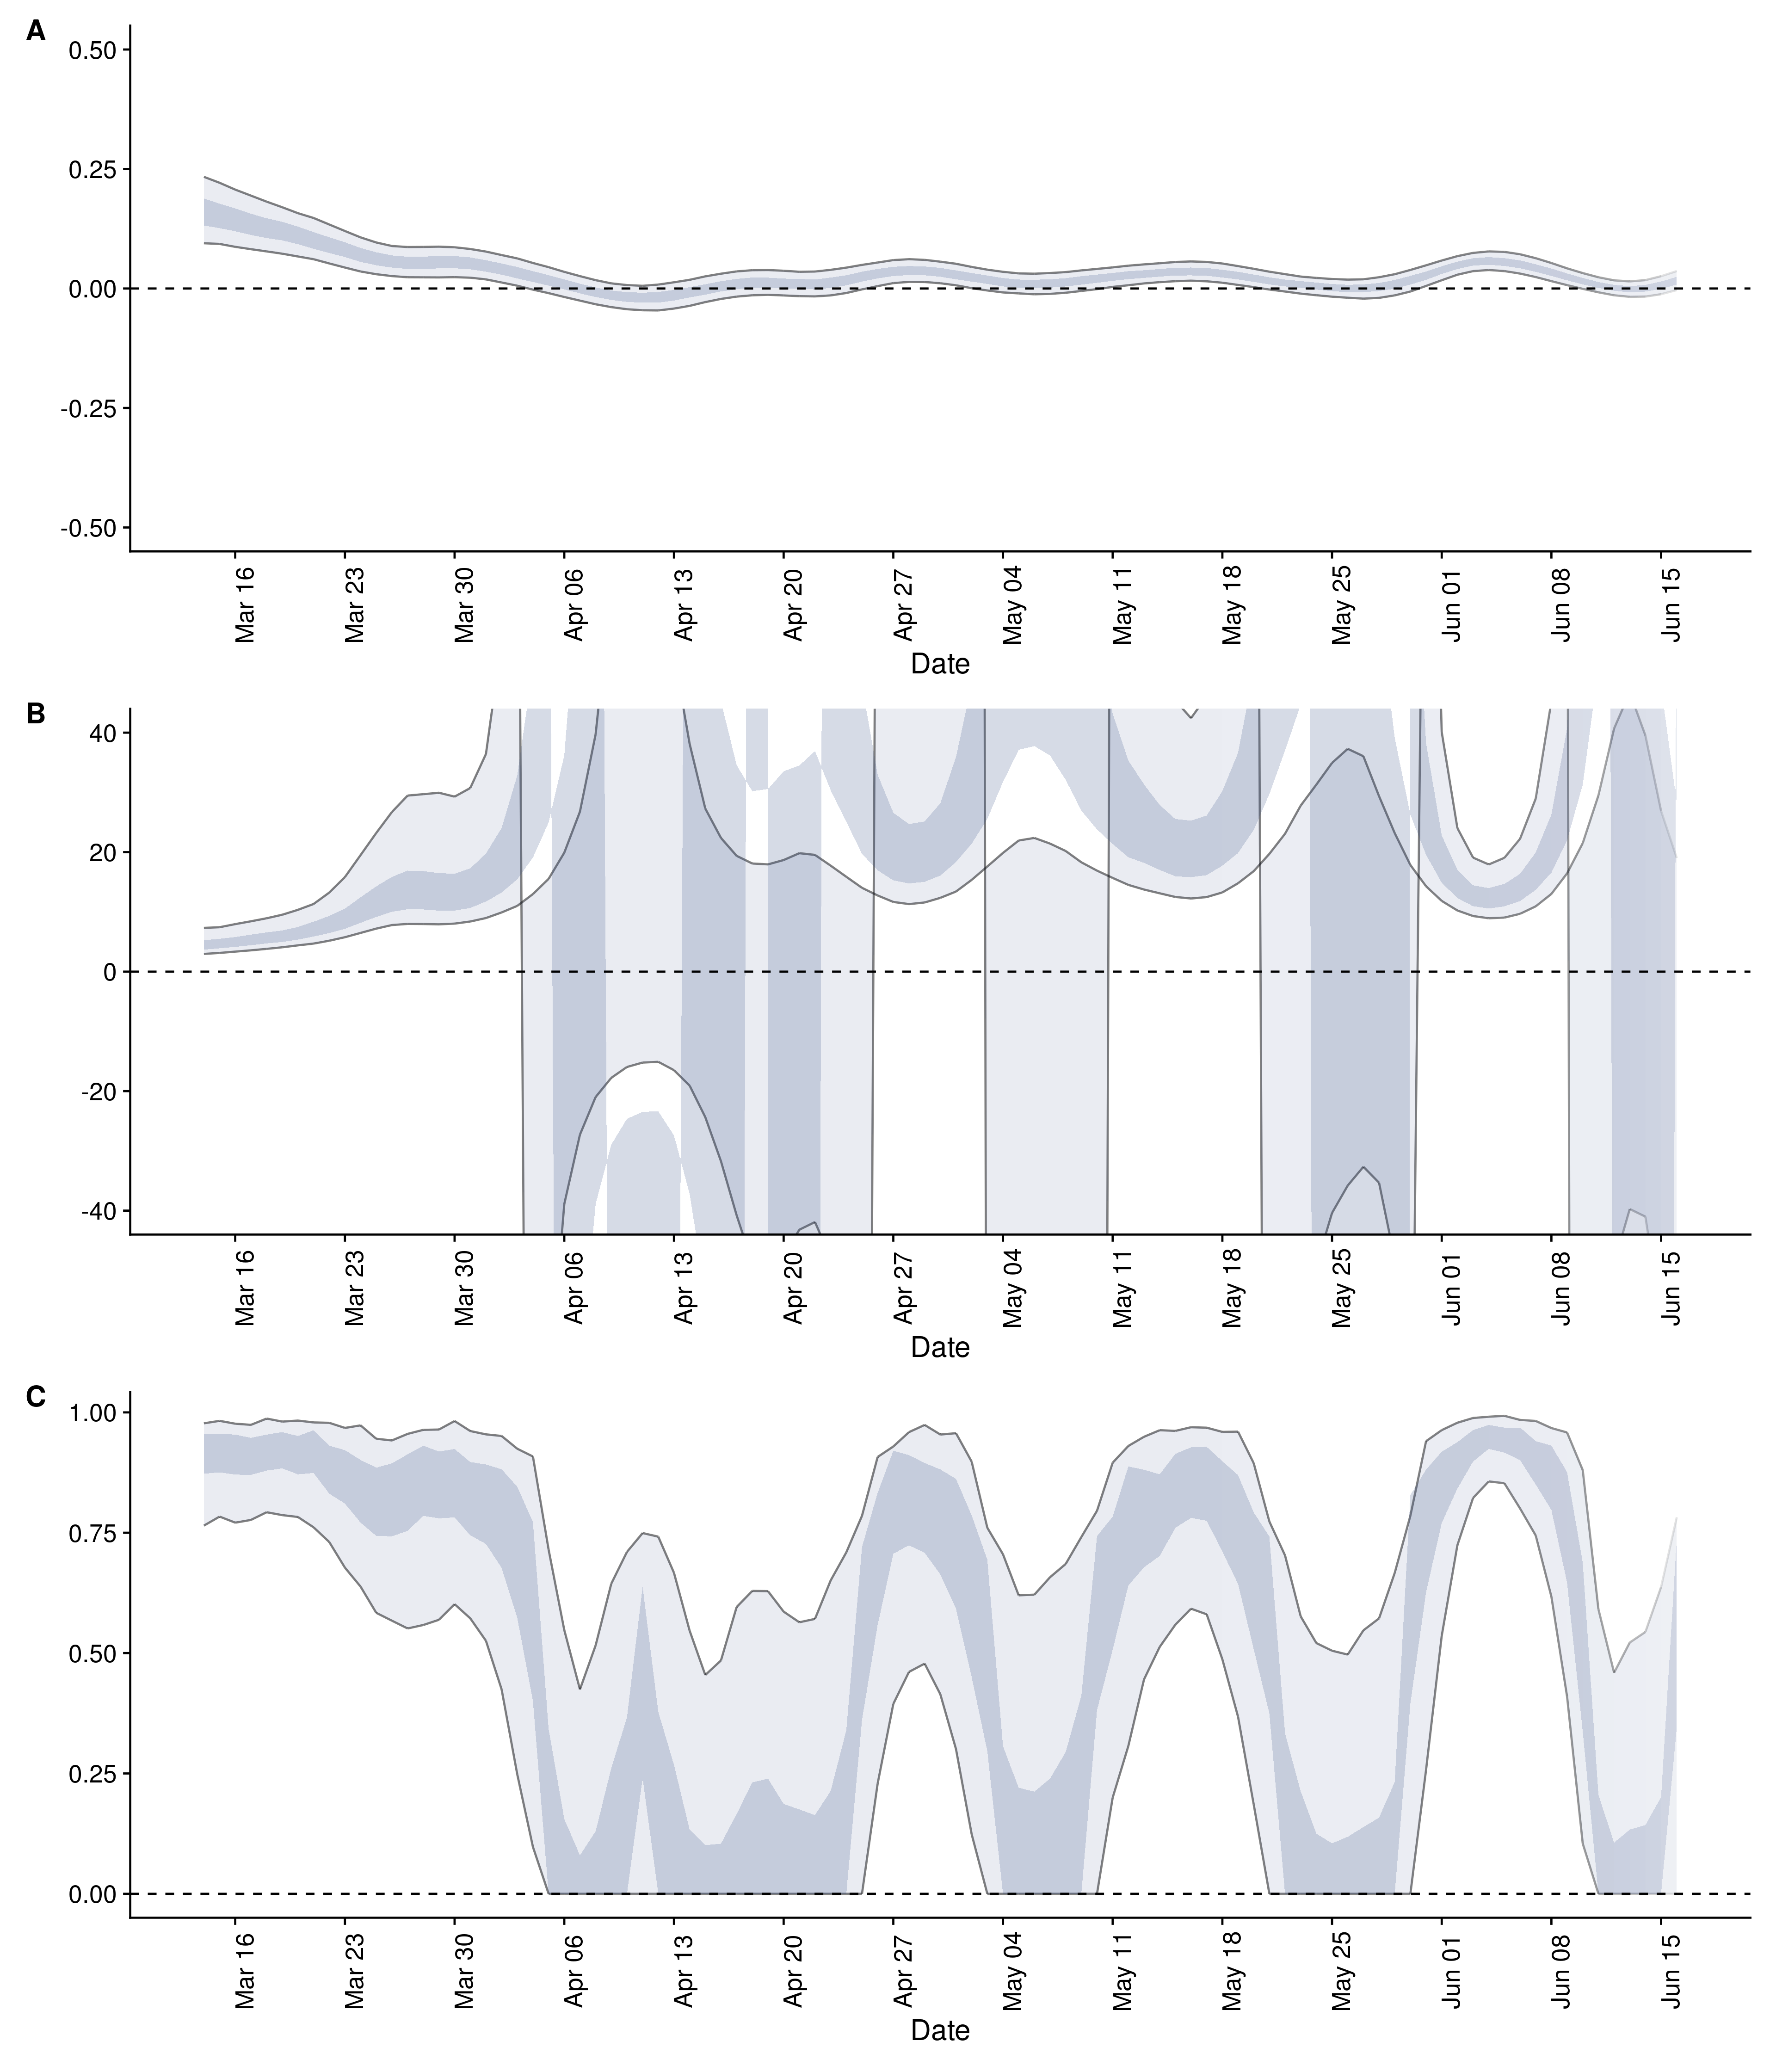 A
0.50
0.25
0.00
-0.25
-0.50
Mar 16
Mar 23
Mar 30
Apr 06
Apr 13
Apr 20
Apr 27
May 04
May 11
May 18
May 25
Jun 01
Jun 08
Jun 15
Date
B
40
20
0
-20
-40
Mar 16
Mar 23
Mar 30
Apr 06
Apr 13
Apr 20
Apr 27
May 04
May 11
May 18
May 25
Jun 01
Jun 08
Jun 15
Date
C
1.00
0.75
0.50
0.25
0.00
Mar 16
Mar 23
Mar 30
Apr 06
Apr 13
Apr 20
Apr 27
May 04
May 11
May 18
May 25
Jun 01
Jun 08
Jun 15
Date